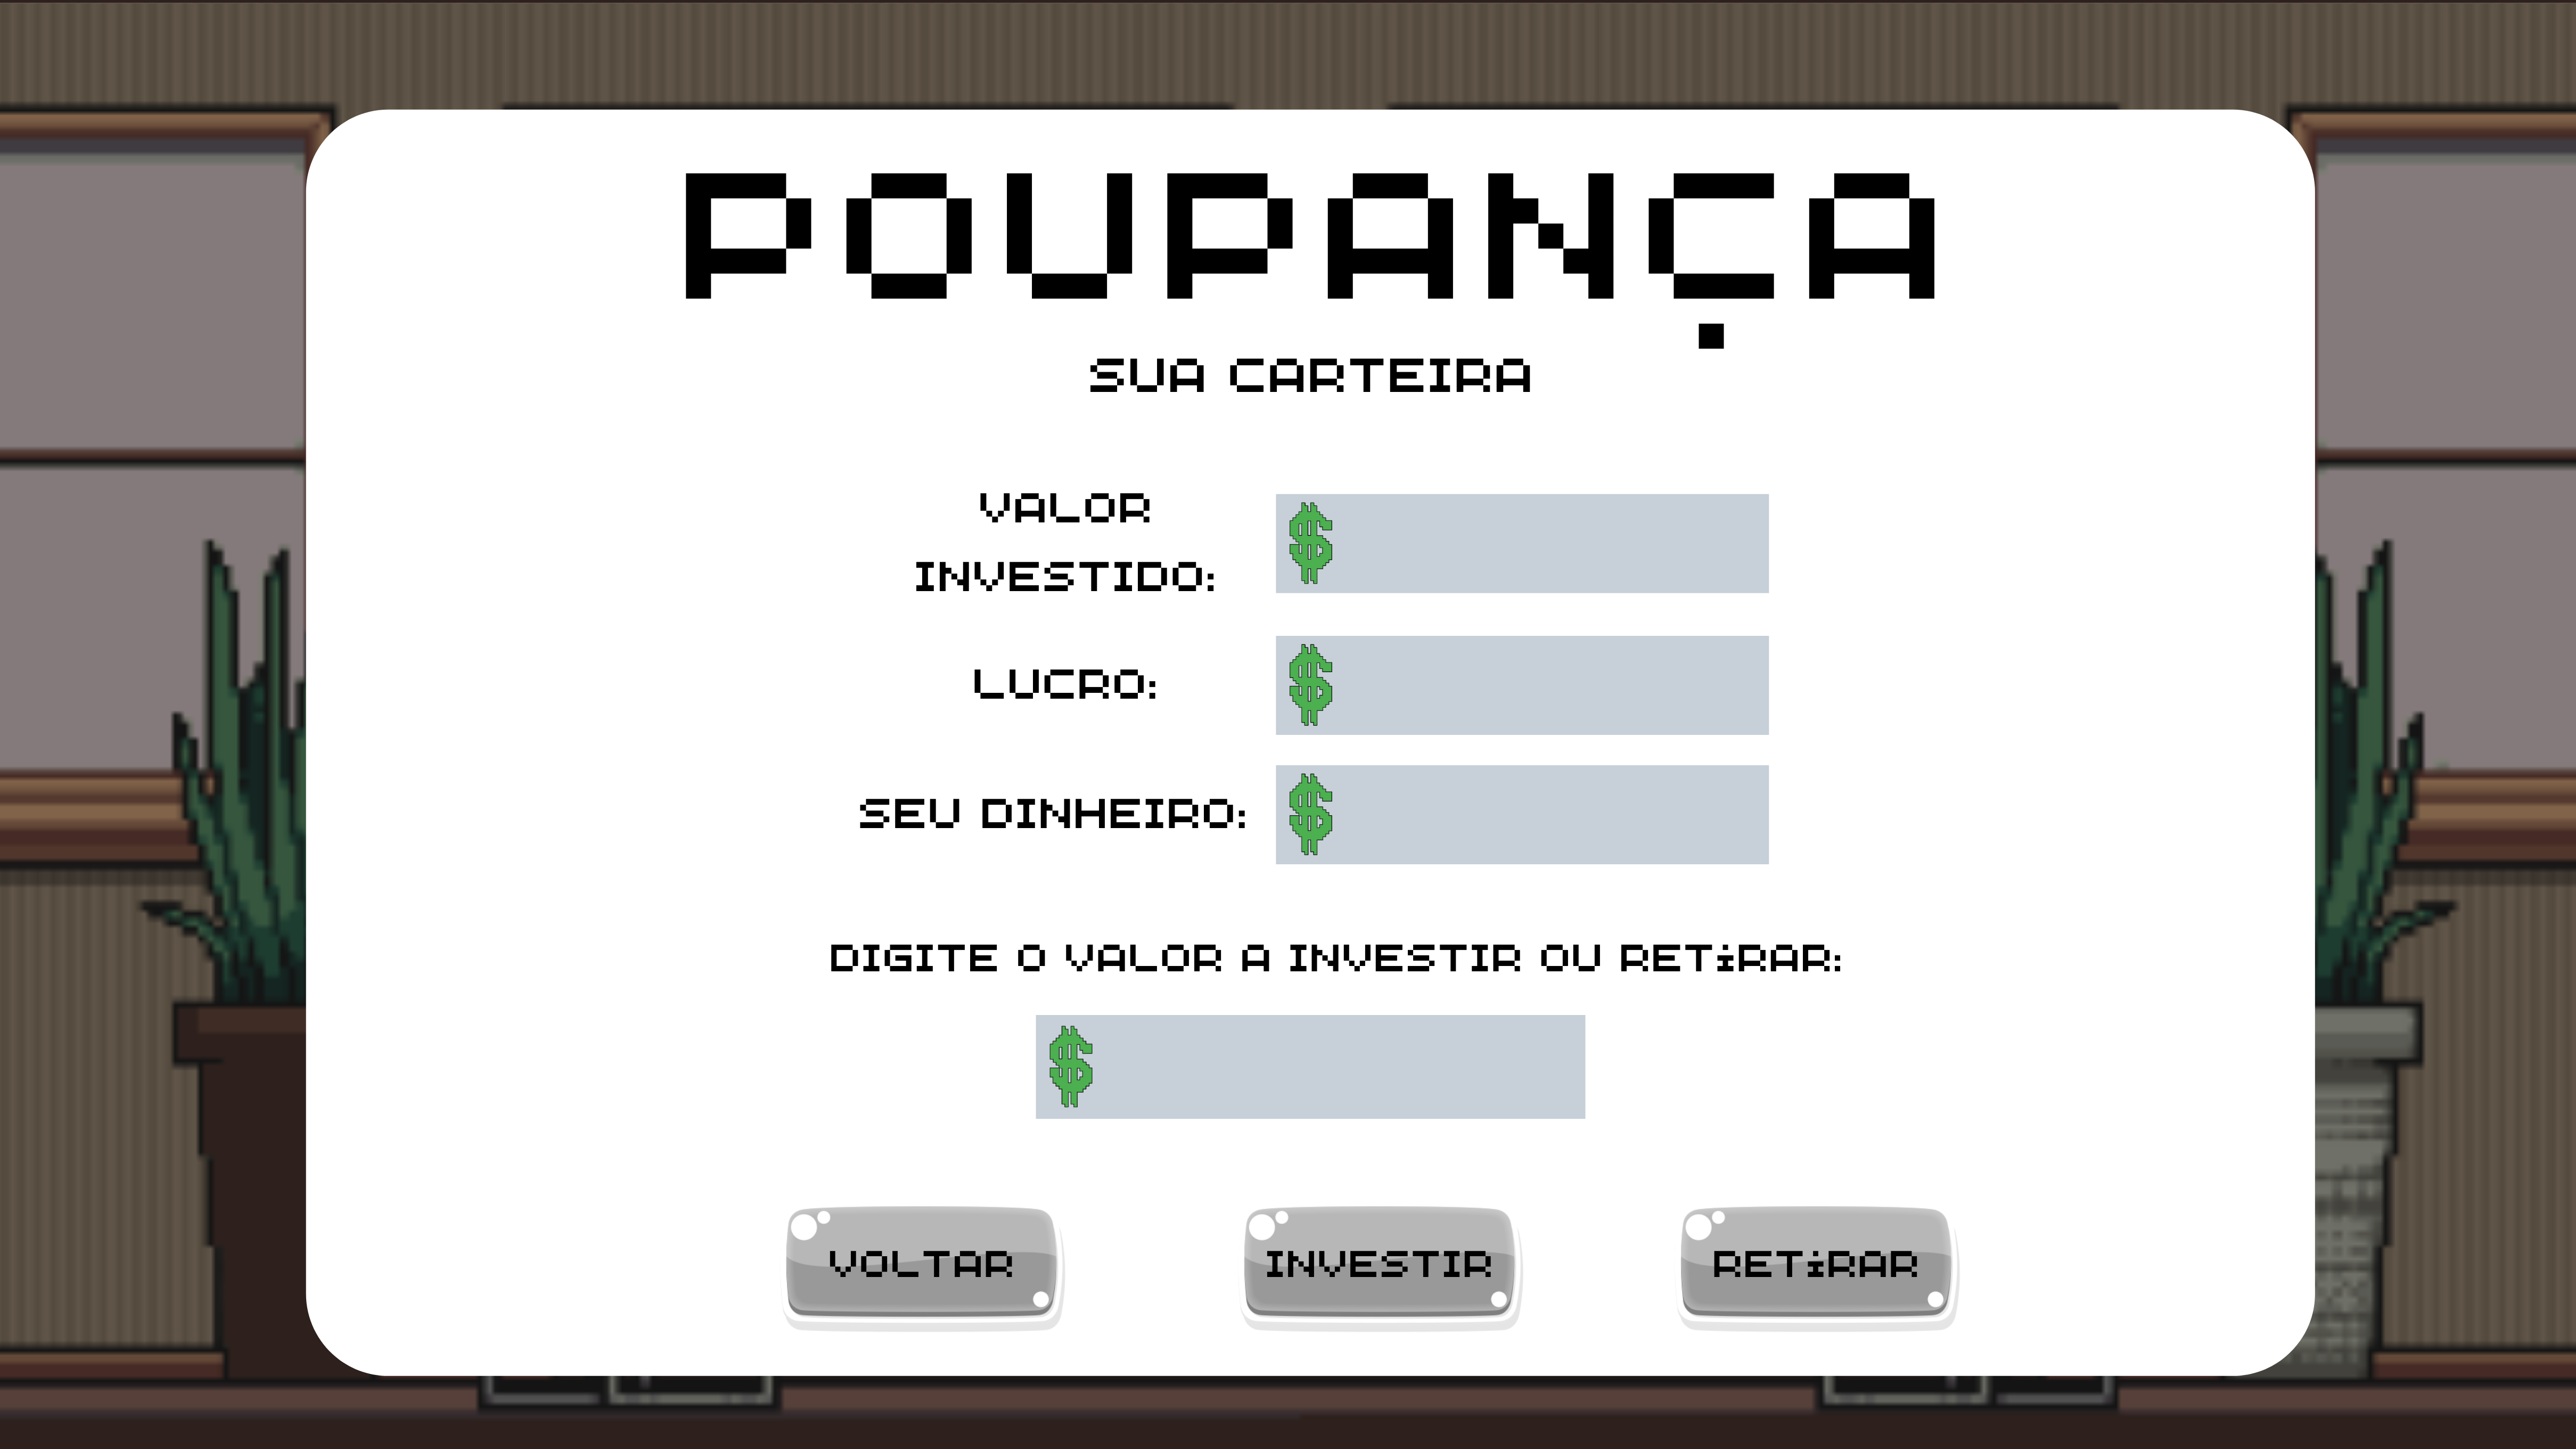 POUPANÇA
SUA CARTEIRA
VALOR
INVESTIDO:
$
LUCRO:
$
SEU DINHEIRO:
$
DIGITE O VALOR A INVESTIR OU RETiRAR:
$
VOLTAR
INVESTIR
RETiRAR